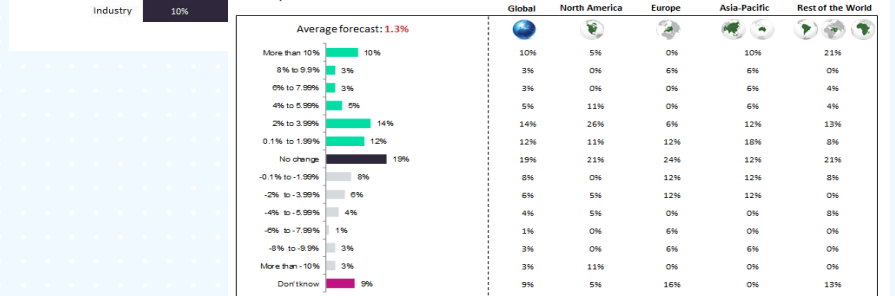 Industry 10%
Global North America Europe Asia-Pacific Rest of the World
Average forecast: 1.3%
More than 10% 10% 10% 5% 0% 10% 21%
8% to 9.9% 3% 3% 0% 6% 6% 0%
6% to 7.99% 3% 3% 0% 0% 6% 4%
4% to 5.99% 5% 5% 11% 0% 6% 4%
2% to 3.99% 14% 14% 26% 6% 12% 13%
0.1% to 1.99% 12% 12% 11% 12% 18% 8%
No change 19% 19% 21% 24% 12% 21%
-0.1% to -1.99% 8% 8% 0% 12% 12% 8%
-2% to -3.99% 6% 6% 5% 12% 12% 0%
-4% to -5.99% 4% 4% 5% 0% 0% 8%
-6% to -7.99% 1% 1% 0% 6% 0% 0%
-8% to -9.9% 3% 3% 0% 6% 6% 0%
More than -10% 3% 3% 11% 0% 0% 0%
Don't know 9% 9% 5% 16% 0% 13%